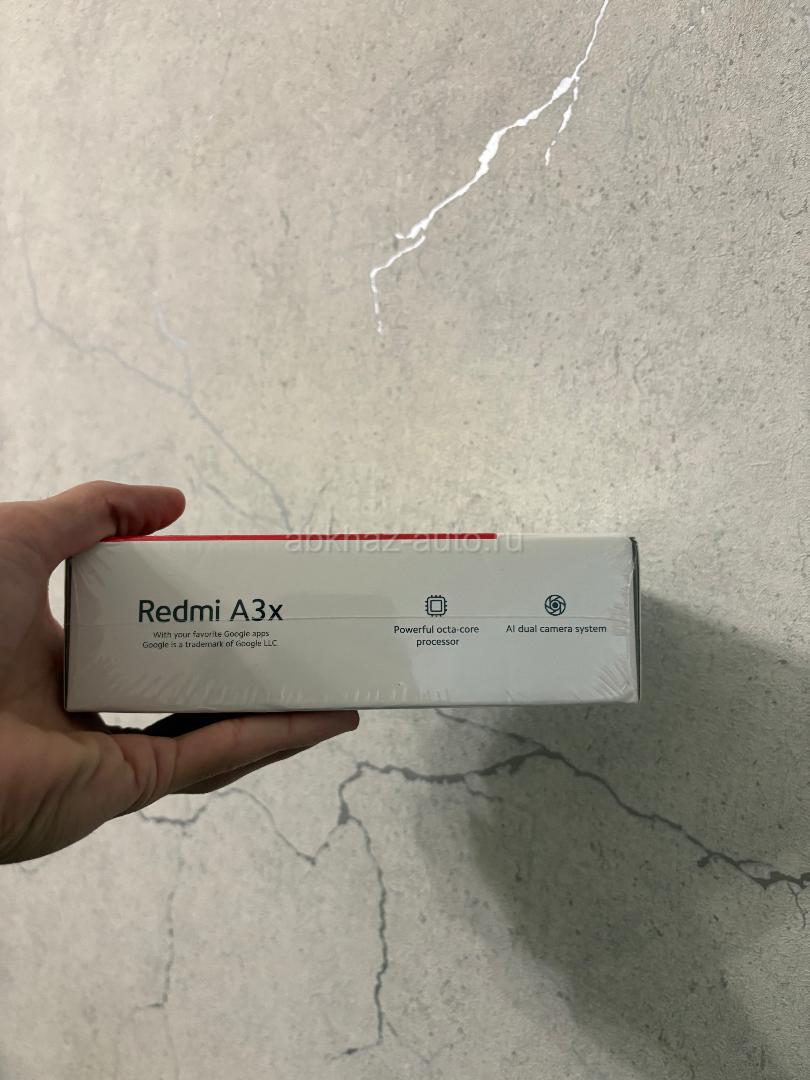 abkhaz-auto.ru
Redmi A3x
With your favorite Google apps
Google is a trademark of Google LLC.
Powerful octa-core
processor
AI dual camera system